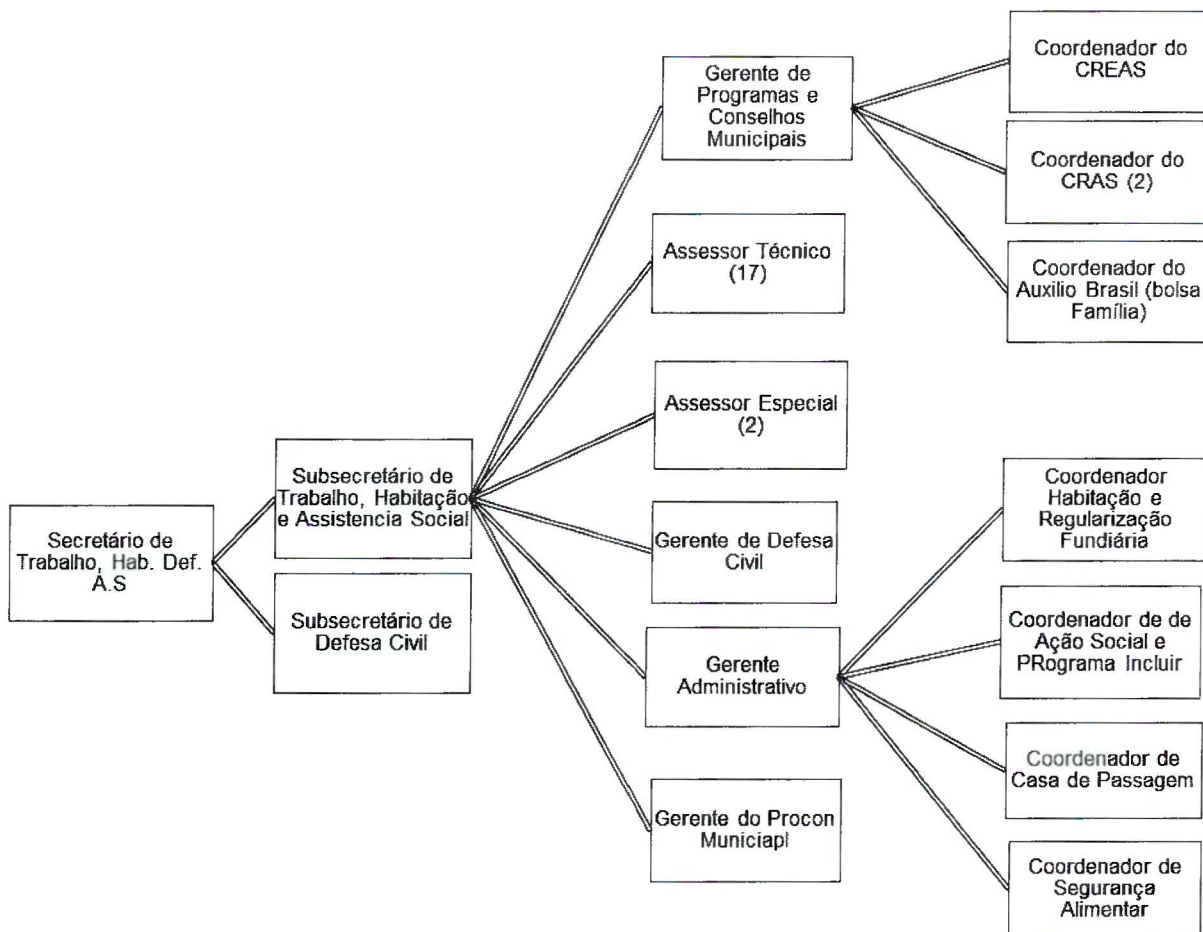 Secretário de
Trabalho, Hab. Def.
A.S
Subsecretário de
Trabalho, Habitação
e Assistencia Social
Subsecretário de
Defesa Civil
Gerente de
Programas e
Conselhos
Municipais
Assessor Técnico
(17)
Assessor Especial
(2)
Gerente de Defesa
Civil
Gerente
Administrativo
Gerente do Procon
Municiapl
Coordenador do
CREAS
Coordenador do
CRAS (2)
Coordenador do
Auxilio Brasil (bolsa
Família)
Coordenador
Habitação e
Regularização
Fundiária
Coordenador de de
Ação Social e
PRograma Incluir
Coordenador de
Casa de Passagem
Coordenador de
Segurança
Alimentar